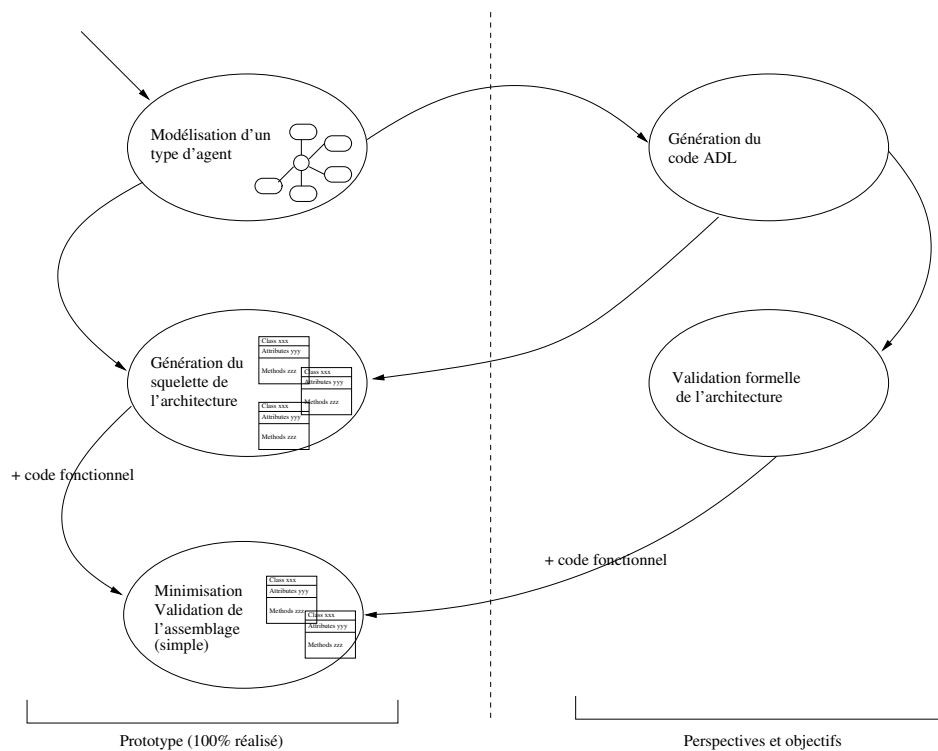 Modélisation d'un
type d'agent
Génération du
code ADL
Génération du
squelette de
l'architecture
Class xxx
Attributes yyy
Methods zzz
Class xxx
Attributes yyy
Methods zzz
Class xxx
Attributes yyy
Methods zzz
Validation formelle
de l'architecture
+ code fonctionnel
+ code fonctionnel
Minimisation
Validation de
l'assemblage
(simple)
Class xxx
Attributes yyy
Methods zzz
Class xxx
Attributes yyy
Methods zzz
Prototype (100% réalisé)
Perspectives et objectifs